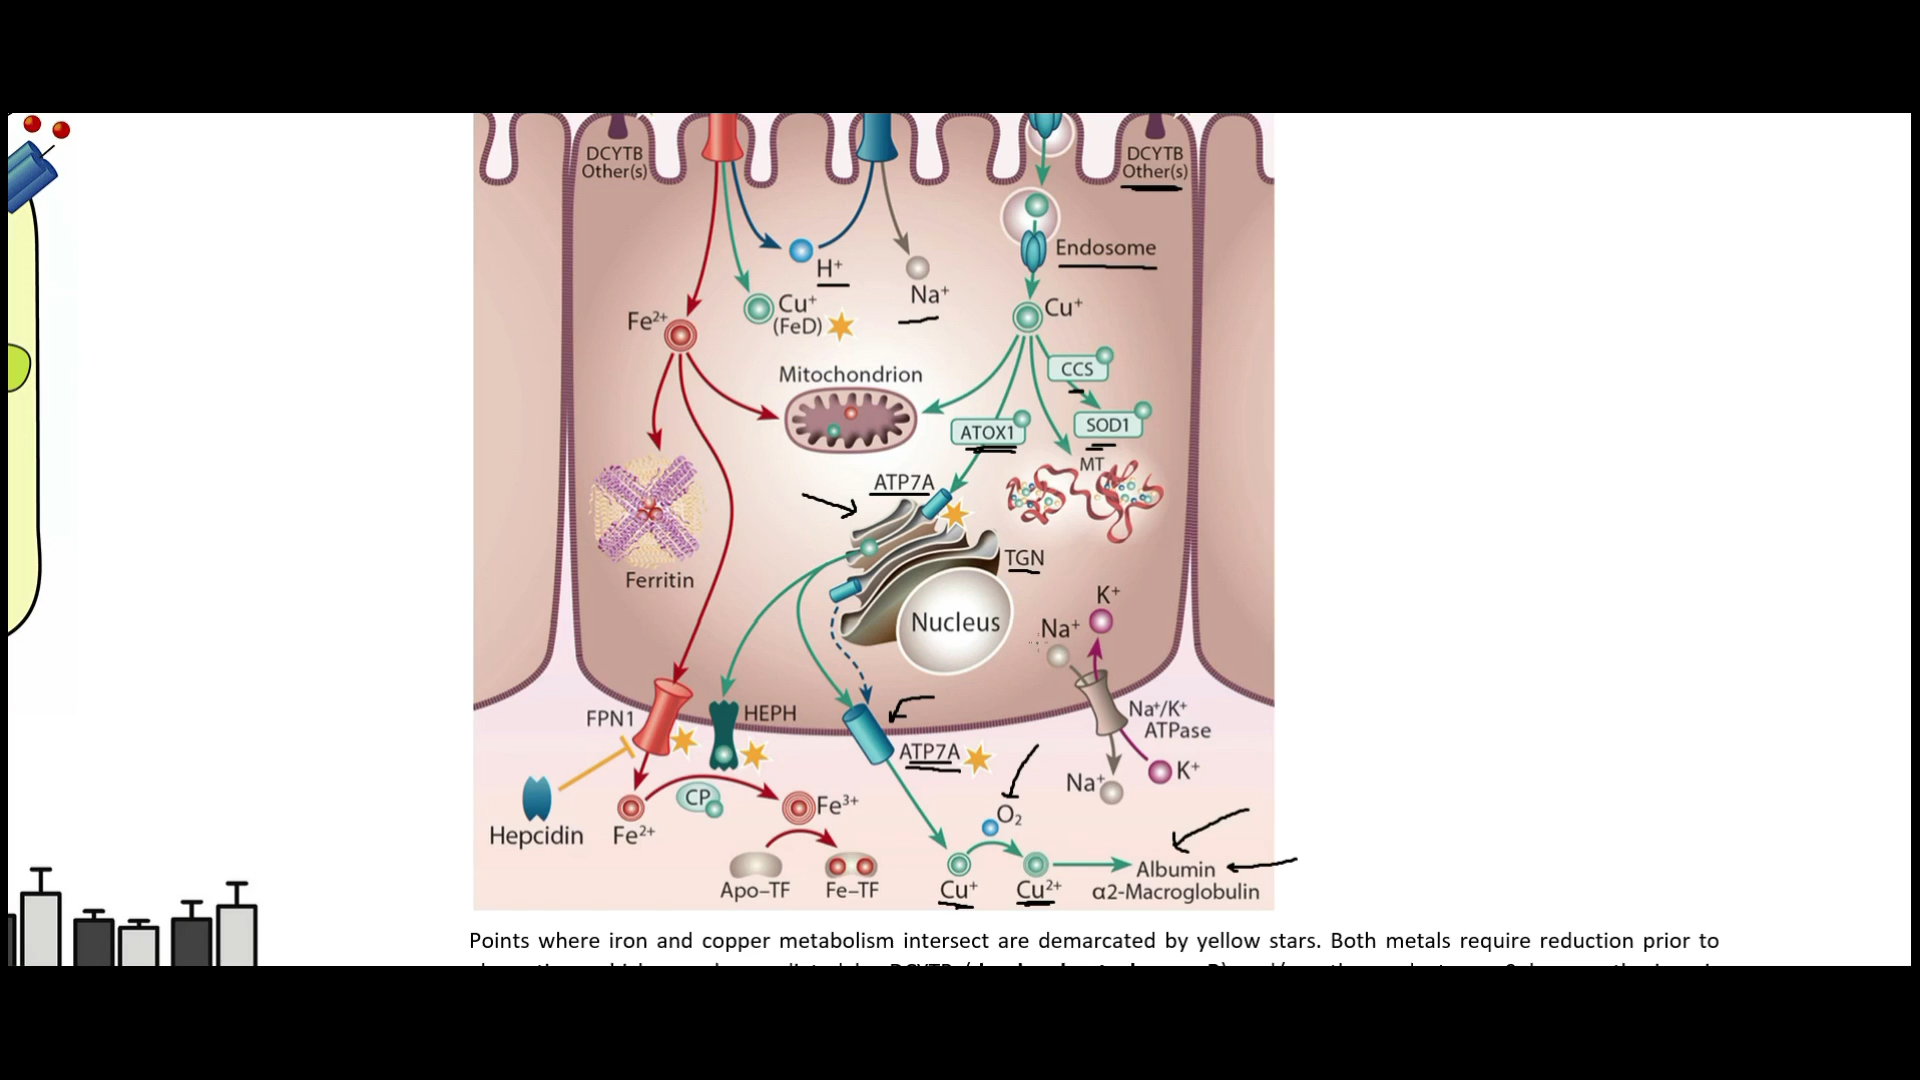 DCYTB
Other(s)
DCYTB
Other(s)
Endosome
H⁺
Na⁺
Cu⁺
(FeD)
Cu⁺
Fe²⁺
CCS
Mitochondrion
SOD1
ATOX1
MT
ATP7A
TGN
Ferritin
K⁺
Nucleus
Na⁺
FPN1
HEPH
Na⁺/K⁺
ATPase
ATP7A
K⁺
Na⁺
CP
Fe³⁺
O₂
Hepcidin
Fe²⁺
Apo–TF
Fe–TF
Cu⁺
Cu²⁺
Albumin
α2-Macroglobulin
Points where iron and copper metabolism intersect are demarcated by yellow stars. Both metals require reduction prior to